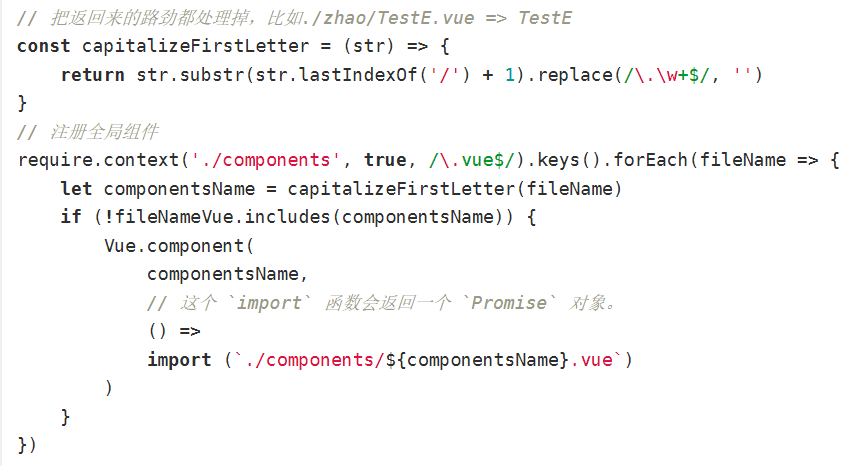 // 把返回来的路劲都处理掉，比如./zhao/TestE.vue => TestE
const capitalizeFirstLetter = (str) => {
    return str.substr(str.lastIndexOf('/') + 1).replace(/\.\w+$/, '')
}
// 注册全局组件
require.context('./components', true, /\.vue$/).keys().forEach(fileName => {
    let componentsName = capitalizeFirstLetter(fileName)
    if (!fileNameVue.includes(componentsName)) {
        Vue.component(
            componentsName,
            // 这个 `import` 函数会返回一个 `Promise` 对象。
            () =>
            import (`./components/${componentsName}.vue`)
        )
    }
})